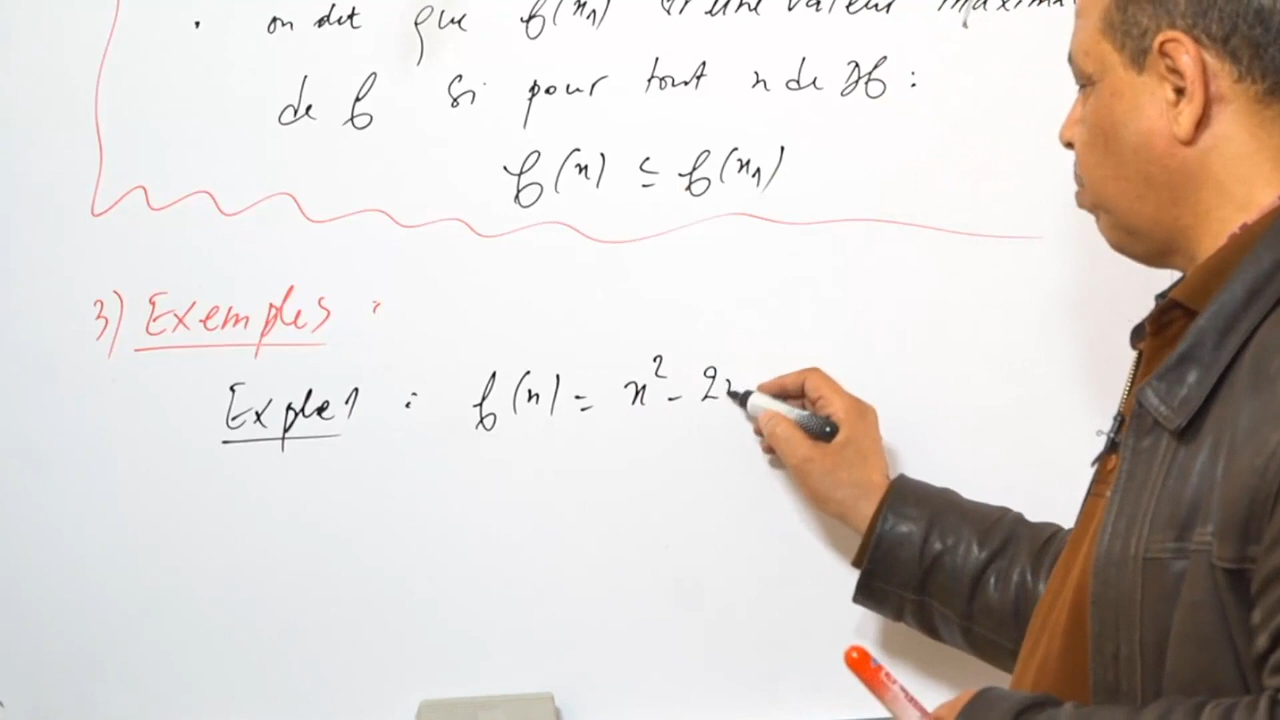 . on dit que f(x₁) est une valeur maxima
de f si pour tout x de Df :
f(x) ≤ f(x₁)
3) Exemples :
Exple 1 : f(x) = x² - 2x